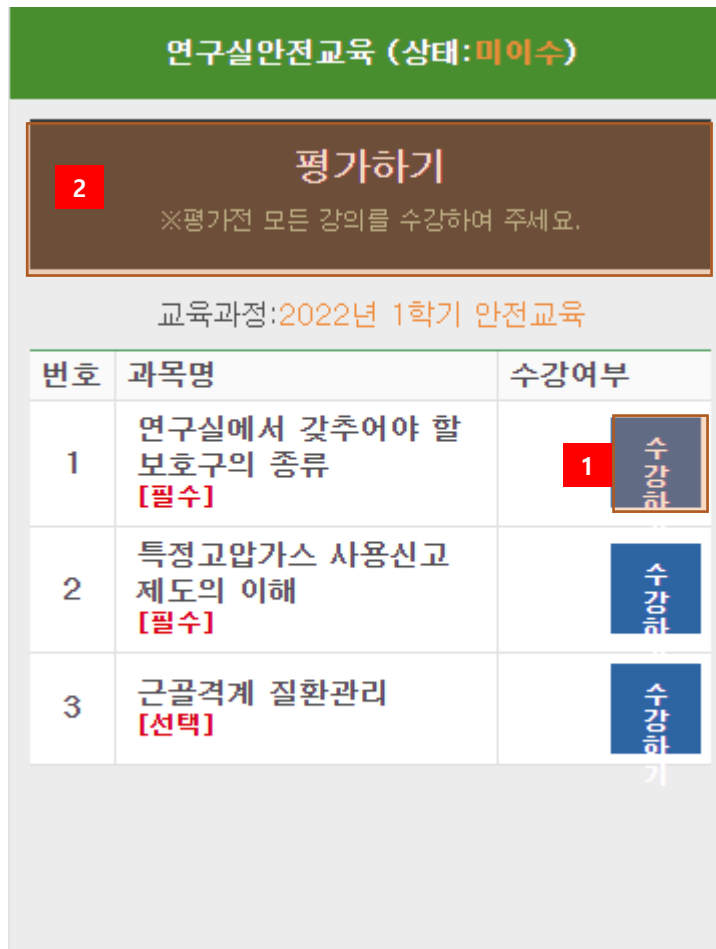 연구실안전교육 (상태:미이수)
평가하기
2
※평가전 모든 강의를 수강하여 주세요.
교육과정:2022년 1학기 안전교육
번호 과목명 수강여부
연구실에서 갖추어야 할
1 보호구의 종류
[필수]
1
수
강
하
특정고압가스 사용신고
2 제도의 이해
[필수]
수
강
하
3 근골격계 질환관리
[선택]
수
강
하
기